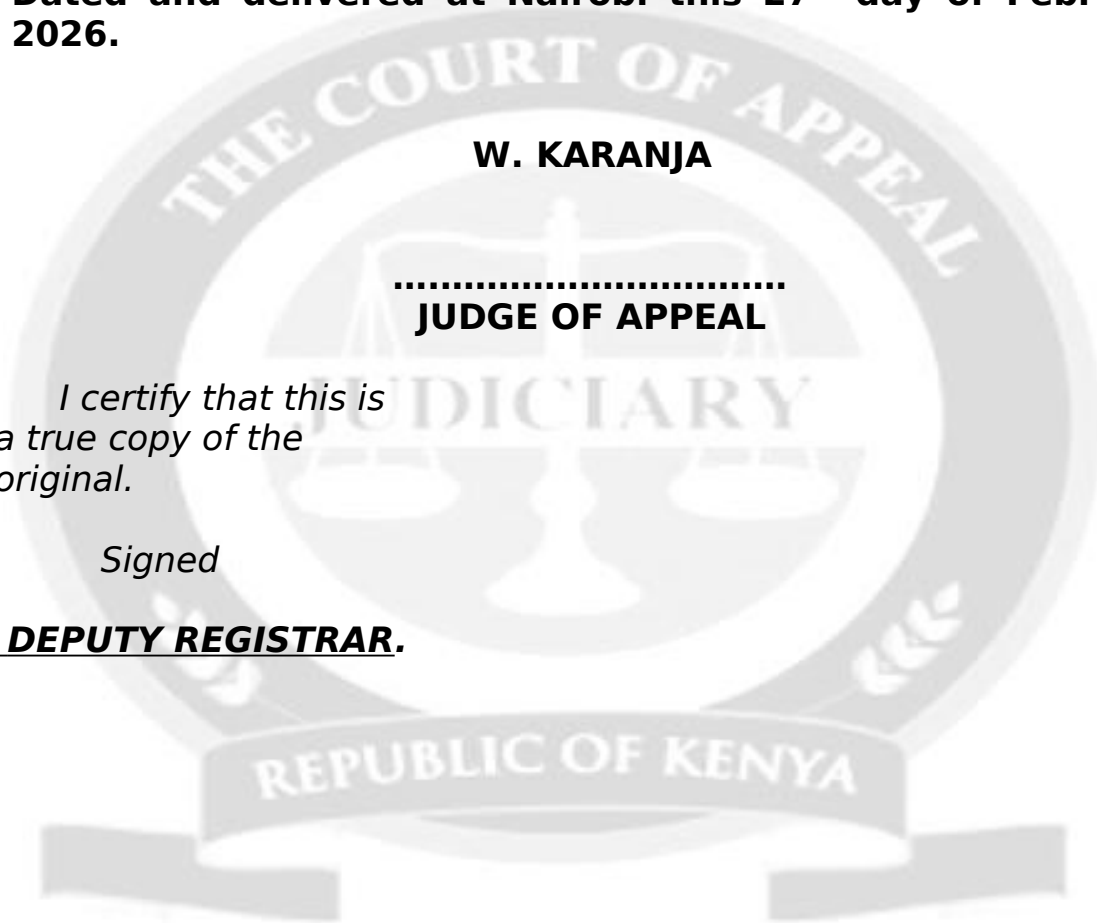 Dated and delivered at Nairobi this 27 day of Febr
2026.
THE COURT OF APPEAL
W. KARANJA
..................................
JUDGE OF APPEAL
JUDICIARY
I certify that this is
a true copy of the
original.
Signed
DEPUTY REGISTRAR.
REPUBLIC OF KENYA